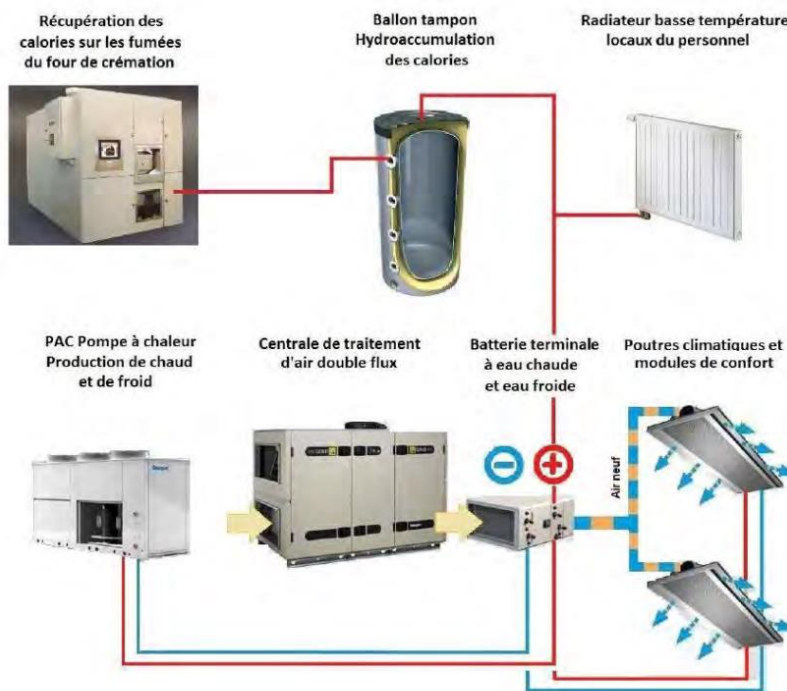 Récupération des
calories sur les fumées
du four de crémation
Ballon tampon
Hydroaccumulation
des calories
Radiateur basse température
locaux du personnel
PAC Pompe à chaleur
Production de chaud
et de froid
Centrale de traitement
d'air double flux
Batterie terminale
à eau chaude
et eau froide
Poutres climatiques et
modules de confort
Air neuf